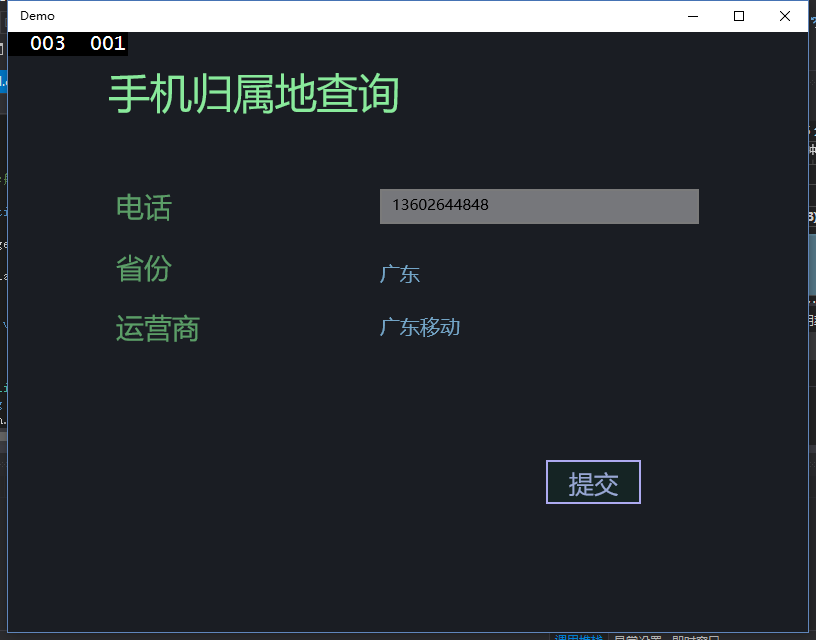 Demo
003 001
手机归属地查询
电话
13602644848
省份
广东
运营商
广东移动
提交